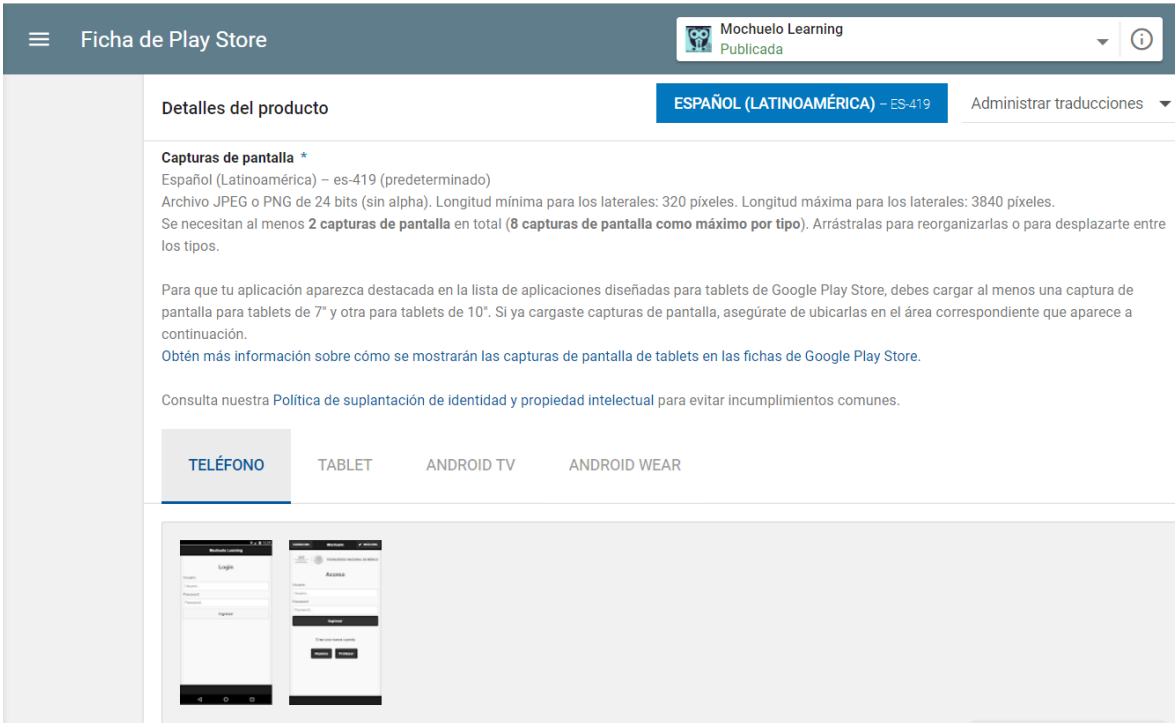 Ficha de Play Store
Mochuelo Learning
Publicada
Detalles del producto
ESPAÑOL (LATINOAMÉRICA) – ES-419
Administrar traducciones
Capturas de pantalla *
Español (Latinoamérica) – es-419 (predeterminado)
Archivo JPEG o PNG de 24 bits (sin alpha). Longitud mínima para los laterales: 320 píxeles. Longitud máxima para los laterales: 3840 píxeles.
Se necesitan al menos 2 capturas de pantalla en total (8 capturas de pantalla como máximo por tipo). Arrástralas para reorganizarlas o para desplazarte entre
los tipos.
Para que tu aplicación aparezca destacada en la lista de aplicaciones diseñadas para tablets de Google Play Store, debes cargar al menos una captura de
pantalla para tablets de 7" y otra para tablets de 10". Si ya cargaste capturas de pantalla, asegúrate de ubicarlas en el área correspondiente que aparece a
continuación.
Obtén más información sobre cómo se mostrarán las capturas de pantalla de tablets en las fichas de Google Play Store.
Consulta nuestra Política de suplantación de identidad y propiedad intelectual para evitar incumplimientos comunes.
TELÉFONO
TABLET
ANDROID TV
ANDROID WEAR
Mochuelo Learning
Login
Ingresar
Mochuelo
Acceso
Ingresar